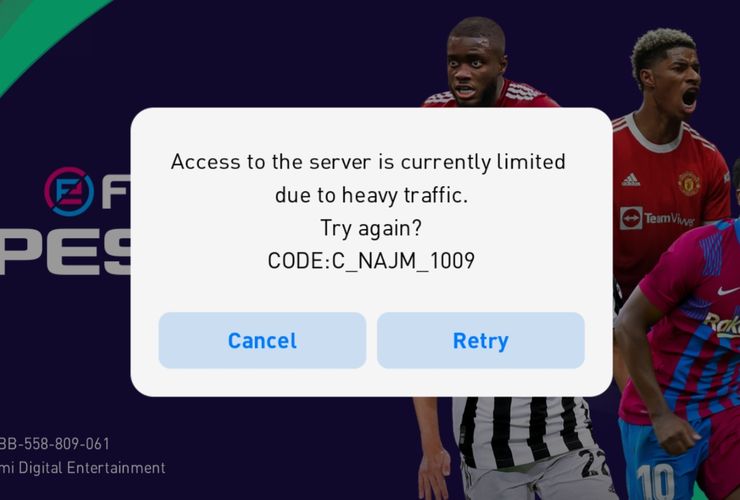 F
PES
Access to the server is currently limited
due to heavy traffic.
Try again?
CODE:C_NAJM_1009
Cancel
Retry
adidas
TeamViewer
Rak
10
22
BB-558-809-061
mi Digital Entertainment